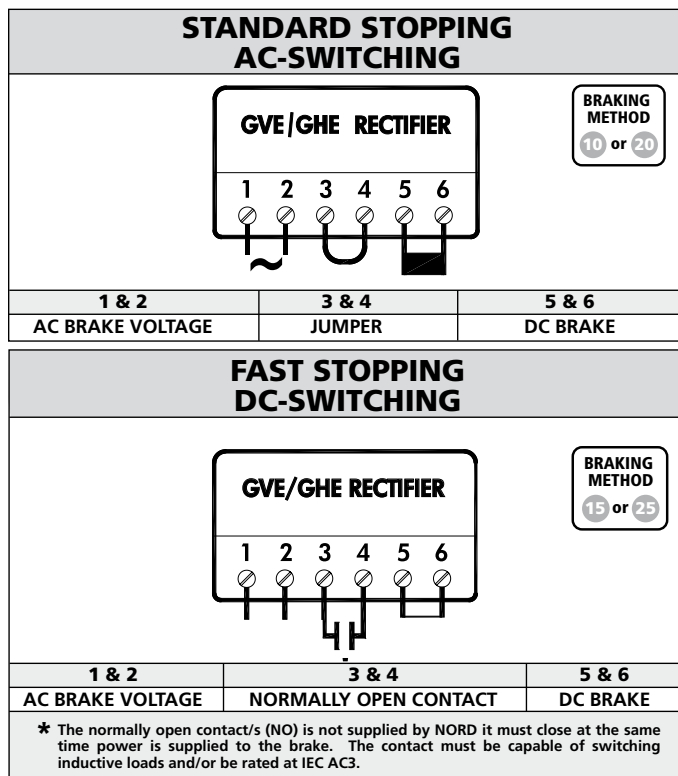 STANDARD STOPPING
AC-SWITCHING
GVE/GHE RECTIFIER
BRAKING
METHOD
10 or 20
1 2 3 4 5 6
~
1 & 2 3 & 4 5 & 6
AC BRAKE VOLTAGE JUMPER DC BRAKE
FAST STOPPING
DC-SWITCHING
GVE/GHE RECTIFIER
BRAKING
METHOD
15 or 25
1 2 3 4 5 6
1 & 2 3 & 4 5 & 6
AC BRAKE VOLTAGE NORMALLY OPEN CONTACT DC BRAKE
* The normally open contact/s (NO) is not supplied by NORD it must close at the same
time power is supplied to the brake. The contact must be capable of switching
inductive loads and/or be rated at IEC AC3.